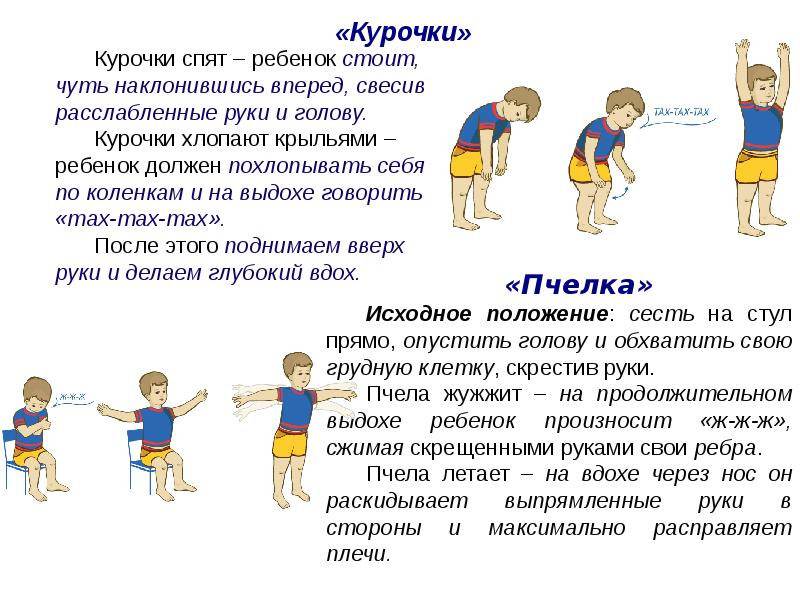 «Курочки»
Курочки спят – ребенок стоит,
чуть наклонившись вперед, свесив
расслабленные руки и голову.
Курочки хлопают крыльями –
ребенок должен похлопывать себя
по коленкам и на выдохе говорить
«тах-тах-тах».
После этого поднимаем вверх
руки и делаем глубокий вдох.
ТАХ-ТАХ-ТАХ
«Пчелка»
Исходное положение: сесть на стул
прямо, опустить голову и обхватить свою
грудную клетку, скрестив руки.
Пчела жужжит – на продолжительном
выдохе ребенок произносит «ж-ж-ж»,
сжимая скрещенными руками свои ребра.
Пчела летает – на вдохе через нос он
раскидывает выпрямленные руки в
стороны и максимально расправляет
плечи.
Ж-Ж-Ж